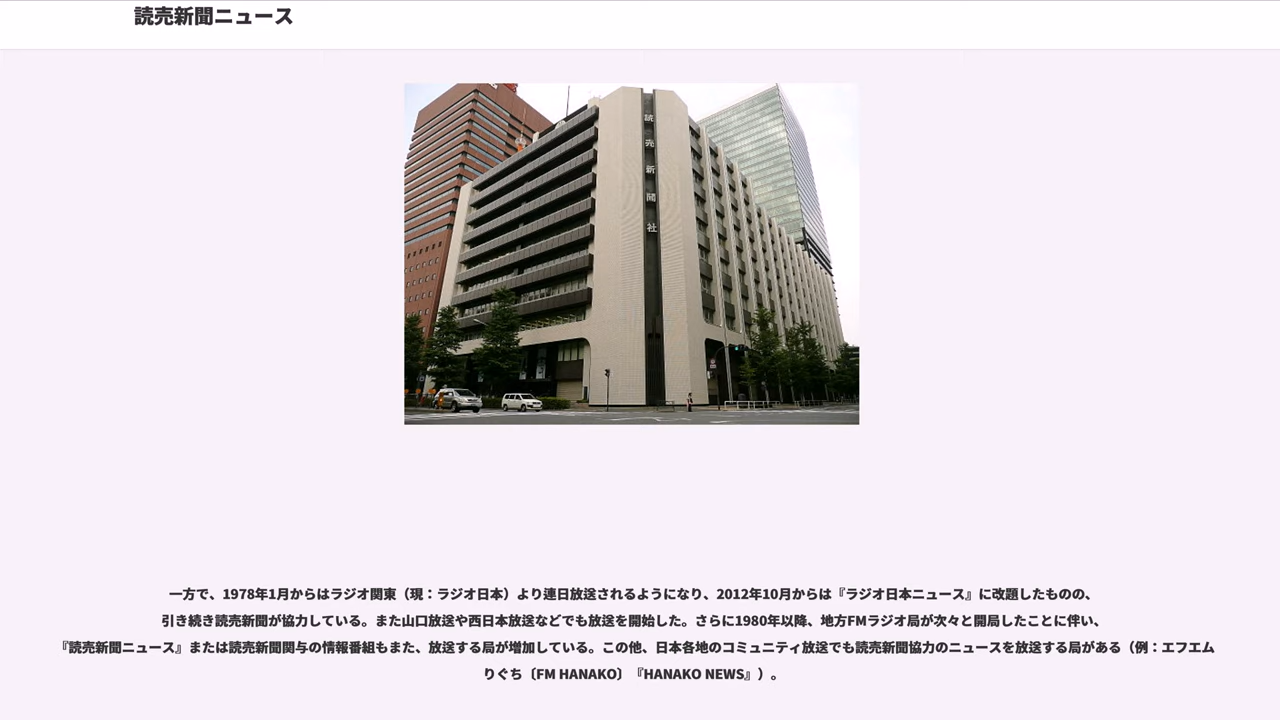 読売新聞ニュース
読売新聞社
一方で、1978年1月からはラジオ関東（現：ラジオ日本）より連日放送されるようになり、2012年10月からは『ラジオ日本ニュース』に改題したものの、
引き続き読売新聞が協力している。また山口放送や西日本放送などでも放送を開始した。さらに1980年以降、地方FMラジオ局が次々と開局したことに伴い、
『読売新聞ニュース』または読売新聞関与の情報番組もまた、放送する局が増加している。この他、日本各地のコミュニティ放送でも読売新聞協力のニュースを放送する局がある（例：エフエム
りぐち〔FM HANAKO〕『HANAKO NEWS』）。